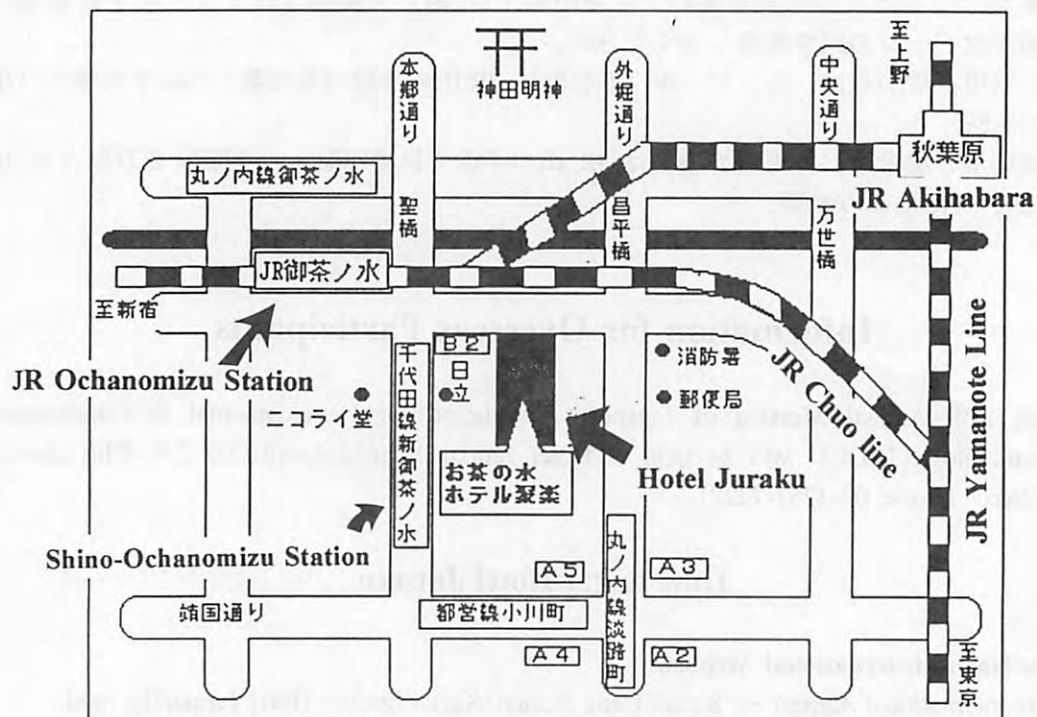 至上野
本郷通り
神田明神
外堀通り
中央通り
秋葉原
JR Akihabara
丸ノ内線御茶ノ水
聖橋
昌平橋
万世橋
JR御茶ノ水
至新宿
JR Ochanomizu Station
千代田線新御茶ノ水
B2
日立
消防署
郵便局
ニコライ堂
JR Chuo line
JR Yamanote Line
お茶の水
ホテル聚楽
Hotel Juraku
Shino-Ochanomizu Station
丸ノ内線淡路町
A5
A3
靖国通り
都営線小川町
A4
A2
至東京